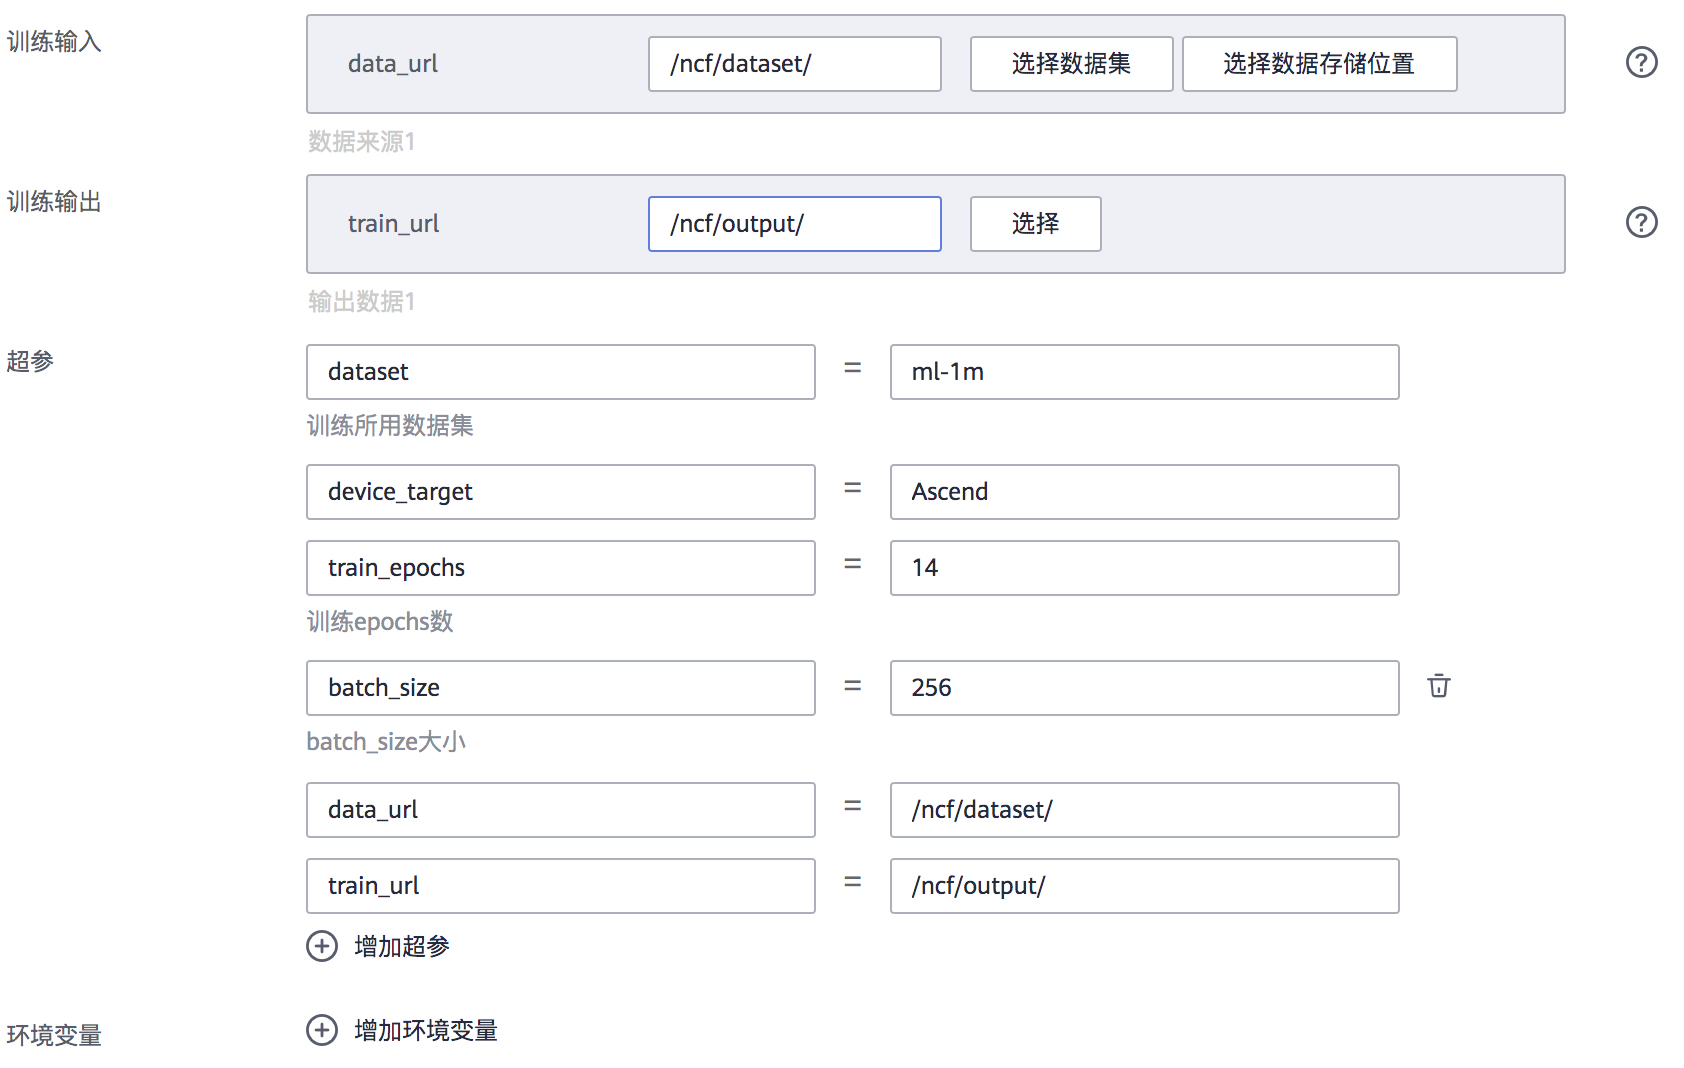 训练输入
data_url /ncf/dataset/ 选择数据集 选择数据存储位置
数据来源1
训练输出
train_url /ncf/output/ 选择
输出数据1
超参
dataset = ml-1m
训练所用数据集
device_target = Ascend
train_epochs = 14
训练epochs数
batch_size = 256
batch_size大小
data_url = /ncf/dataset/
train_url = /ncf/output/
增加超参
环境变量
增加环境变量